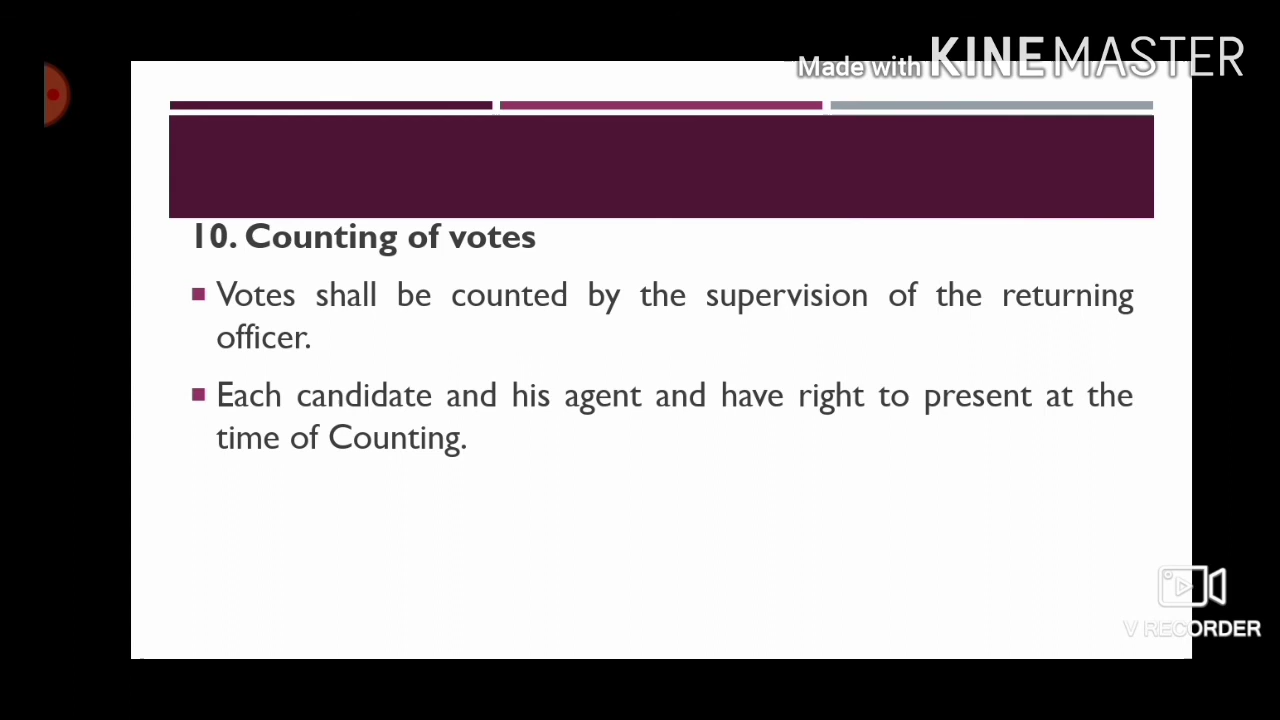 Made with KINEMASTER
10. Counting of votes
Votes shall be counted by the supervision of the returning
officer.
Each candidate and his agent and have right to present at the
time of Counting.
V RECORDER